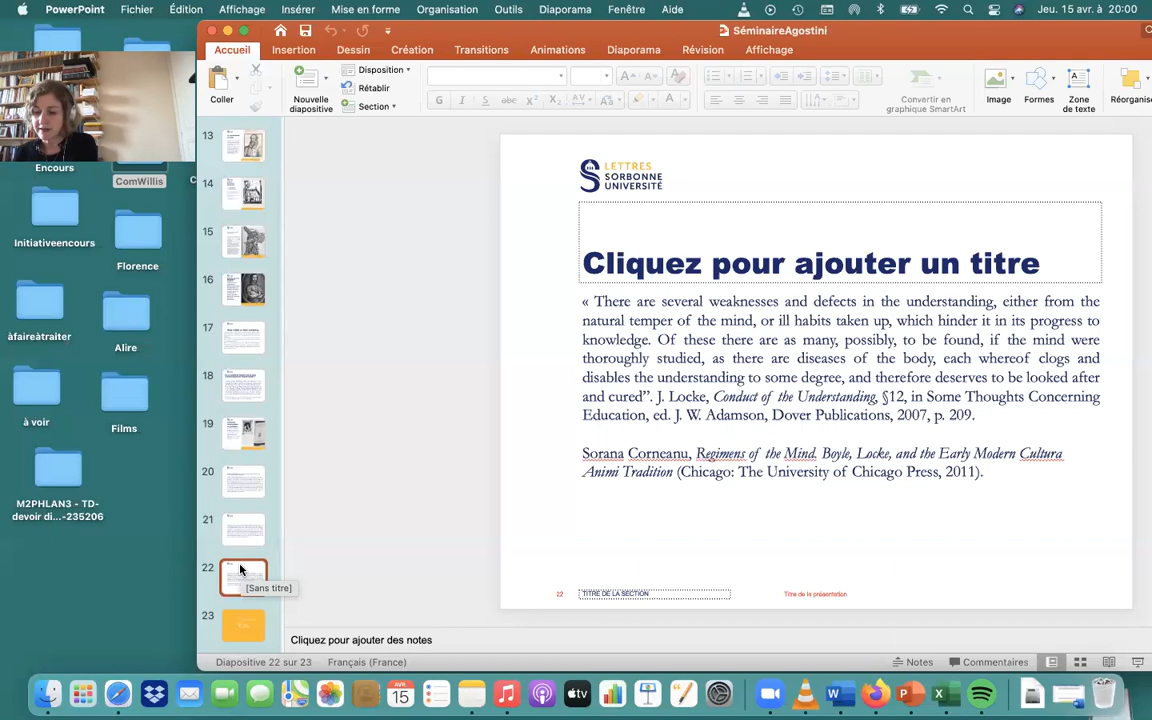 PowerPoint Fichier Édition Affichage Insérer Mise en forme Organisation Outils Diaporama Fenêtre Aide Jeu. 15 avr. à 20:00
SéminaireAgostini
Accueil Insertion Dessin Création Transitions Animations Diaporama Révision Affichage
Coller
Nouvelle
diapositive
Disposition
Rétablir
Section
Convertir en
graphique SmartArt
Image
Formes
Zone
de texte
Réorganise
Encours
ComWillis
Initiativeencours
Florence
àfaireàtraiter
Alire
à voir
Films
M2PHLAN3 - TD-
devoir di...-235206
13
14
15
16
17
18
19
20
21
22
23
[Sans titre]
LETTRES
SORBONNE
UNIVERSITÉ
Cliquez pour ajouter un titre
« There are several weaknesses and defects in the understanding, either from the
natural temper of the mind, or ill habits taken up, which hinder it in its progress to
knowledge. Of these there are as many, possibly, to be found, if the mind were
thoroughly studied, as there are diseases of the body, each whereof clogs and
disables the understanding to some degree, and therefore deserves to be looked after
and cured”. J. Locke, Conduct of the Understanding, §12, in Some Thoughts Concerning
Education, ed. J. W. Adamson, Dover Publications, 2007, p. 209.
Sorana Corneanu, Regimens of the Mind. Boyle, Locke, and the Early Modern Cultura
Animi Tradition (Chicago: The University of Chicago Press, 2011).
22 TITRE DE LA SECTION Titre de la présentation
Cliquez pour ajouter des notes
Diapositive 22 sur 23 Français (France) Notes Commentaires
AVR.
15